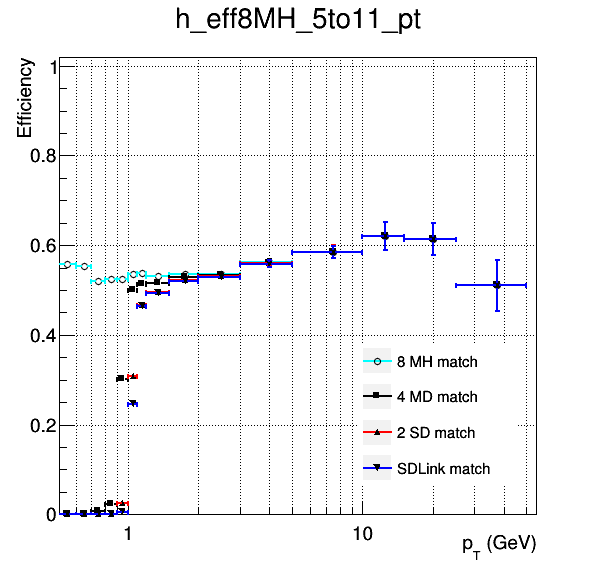 h_eff8MH_5to11_pt
Efficiency
1
0.8
0.6
0.4
0.2
0
8 MH match
4 MD match
2 SD match
SDLink match
1
10
p_T (GeV)